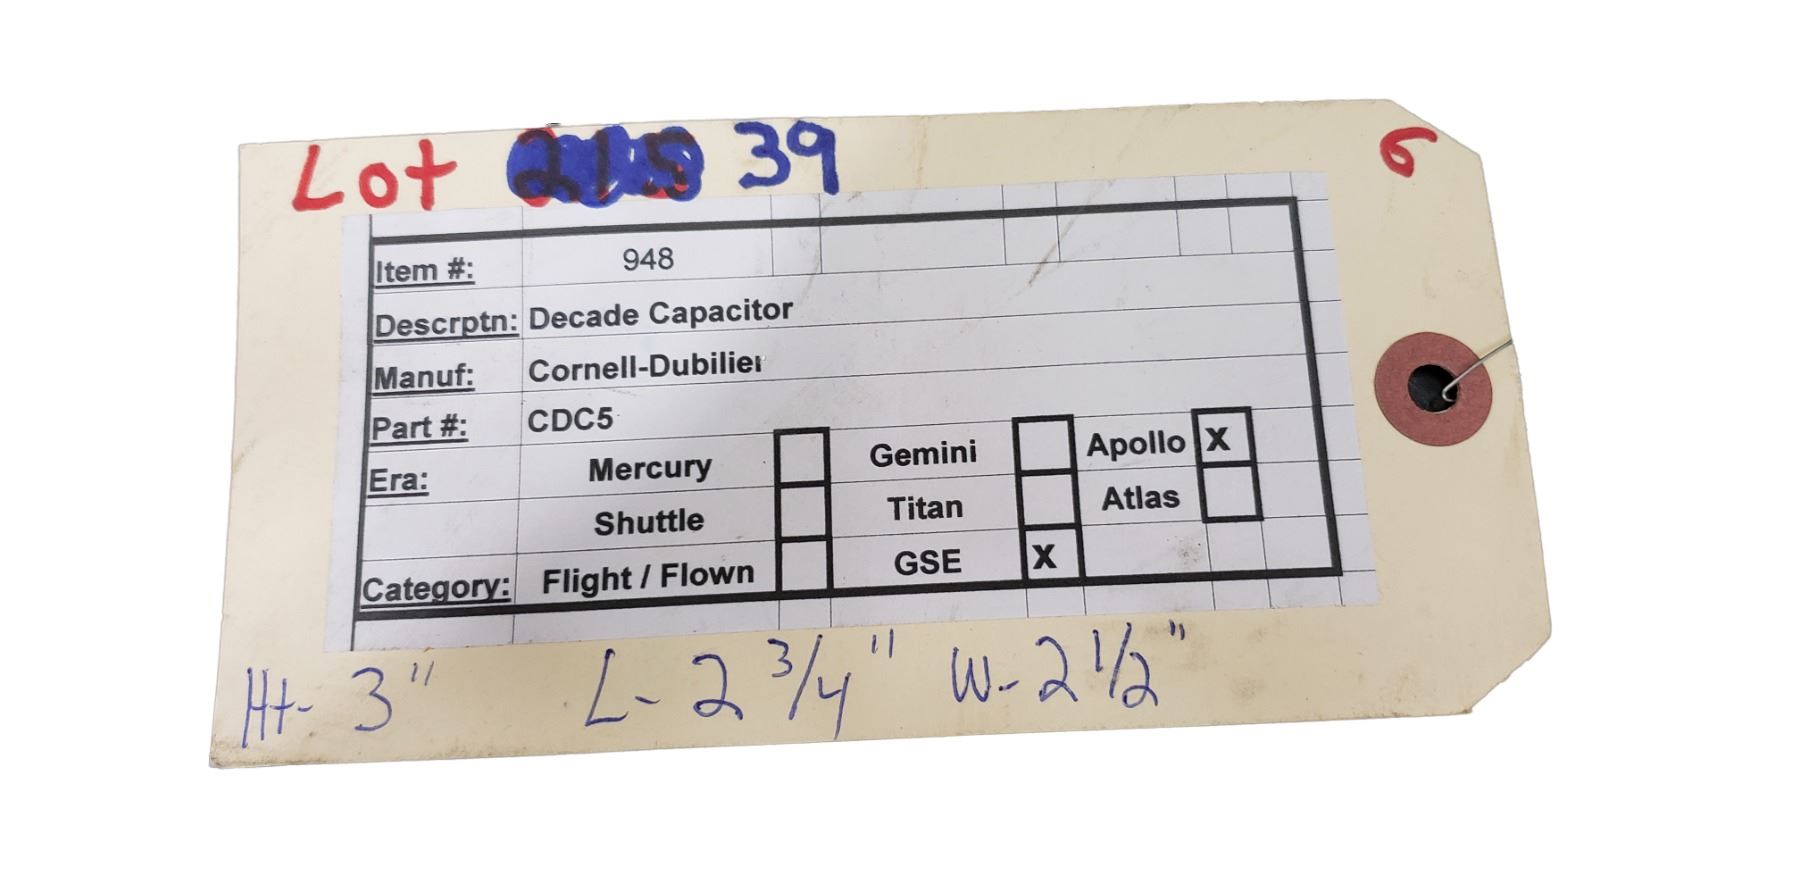 Lot 39 6
Item #: 948
Descrptn: Decade Capacitor
Manuf: Cornell-Dubilier
Part #: CDC5
Era: Mercury Gemini Apollo X
Shuttle Titan Atlas
Category: Flight / Flown GSE X
Ht- 3" L- 2 3/4" W- 2 1/2"